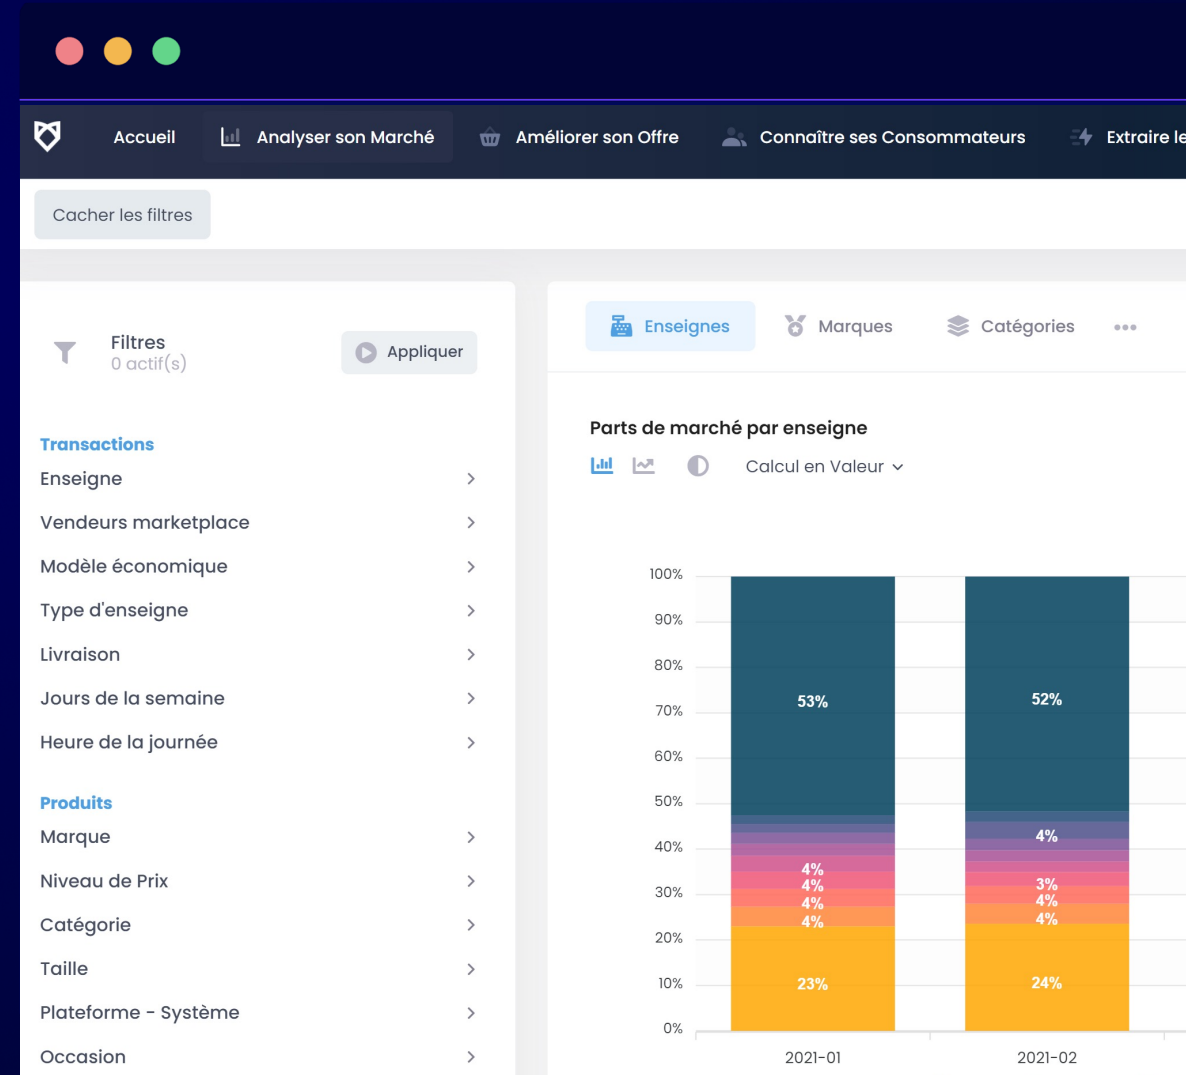 Accueil
Analyser son Marché
Améliorer son Offre
Connaître ses Consommateurs
Extraire le
Cacher les filtres
Filtres
0 actif(s)
Appliquer
Transactions
Enseigne
Vendeurs marketplace
Modèle économique
Type d'enseigne
Livraison
Jours de la semaine
Heure de la journée
Produits
Marque
Niveau de Prix
Catégorie
Taille
Plateforme - Système
Occasion
Enseignes
Marques
Catégories
Parts de marché par enseigne
Calcul en Valeur
100%
90%
80%
70%
60%
50%
40%
30%
20%
10%
0%
53%
4%
4%
4%
4%
23%
52%
4%
3%
4%
4%
24%
2021-01
2021-02